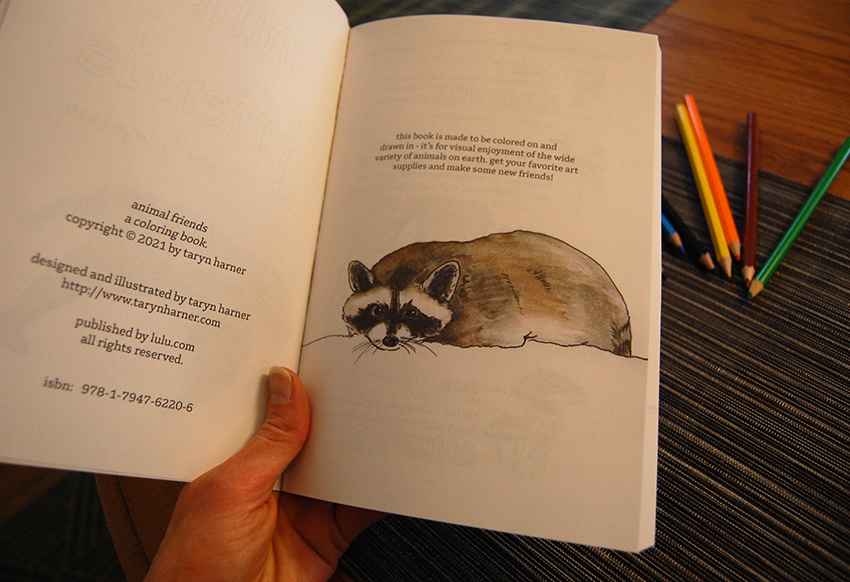 animal friends
a coloring book.
copyright © 2021 by taryn harner
designed and illustrated by taryn harner
http://www.tarynharner.com
published by lulu.com
all rights reserved.
isbn: 978-1-7947-6220-6
this book is made to be colored on and
drawn in - it's for visual enjoyment of the wide
variety of animals on earth. get your favorite art
supplies and make some new friends!